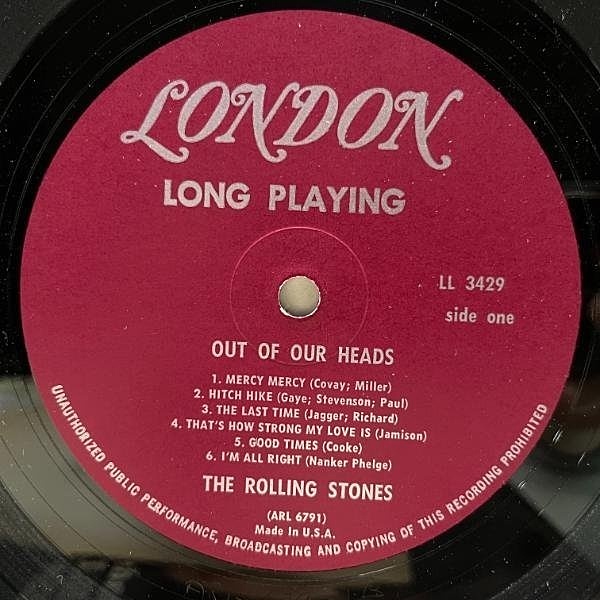 LONDON
LONG PLAYING
LL 3429
side one
OUT OF OUR HEADS
1. MERCY MERCY (Covay; Miller)
2. HITCH HIKE (Gaye; Stevenson; Paul)
3. THE LAST TIME (Jagger; Richard)
4. THAT'S HOW STRONG MY LOVE IS (Jamison)
5. GOOD TIMES (Cooke)
6. I'M ALL RIGHT (Nanker Phelge)
THE ROLLING STONES
(ARL 6791)
Made in U.S.A.
UNAUTHORIZED PUBLIC PERFORMANCE, BROADCASTING AND COPYING OF THIS RECORDING PROHIBITED